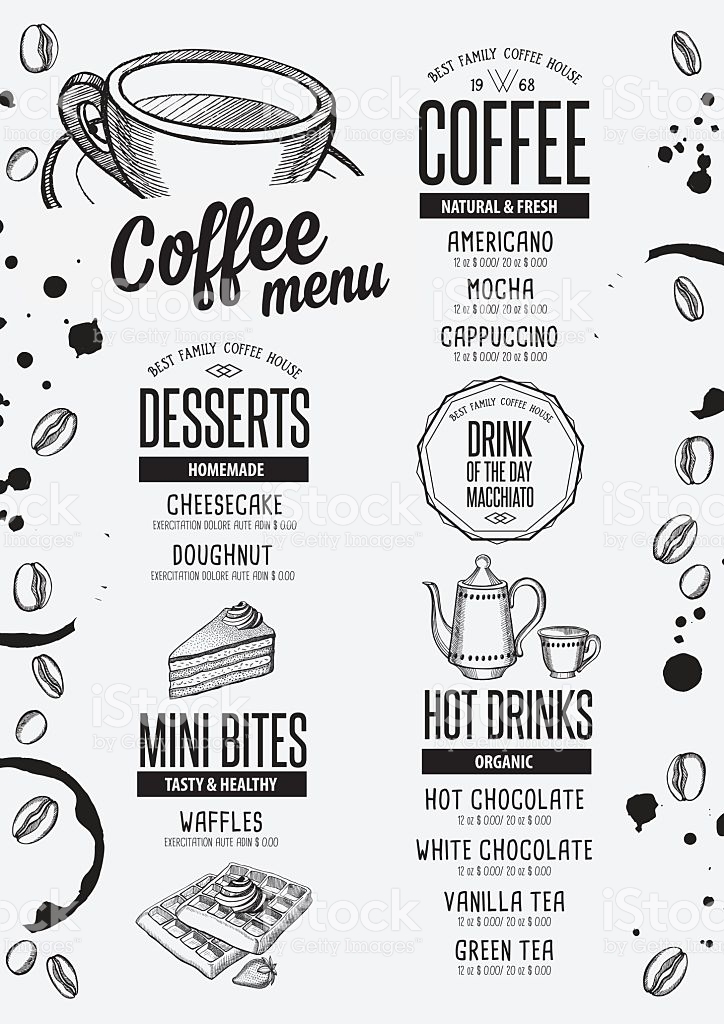 Coffee
menu
BEST FAMILY COFFEE HOUSE
DESSERTS
HOMEMADE
CHEESECAKE
EXERCITATION DOLORE AUTE ADIN $ 0.00
DOUGHNUT
EXERCITATION DOLORE AUTE ADIN $ 0.00
MINI BITES
TASTY & HEALTHY
WAFFLES
EXERCITATION DOLORE AUTE ADIN $ 0.00
BEST FAMILY COFFEE HOUSE
19 68
COFFEE
NATURAL & FRESH
AMERICANO
12 oz $ 0.00/ 20 oz $ 0.00
MOCHA
12 oz $ 0.00/ 20 oz $ 0.00
CAPPUCCINO
12 oz $ 0.00/ 20 oz $ 0.00
BEST FAMILY COFFEE HOUSE
DRINK
OF THE DAY
MACCHIATO
HOT DRINKS
ORGANIC
HOT CHOCOLATE
12 oz $ 0.00/ 20 oz $ 0.00
WHITE CHOCOLATE
12 oz $ 0.00/ 20 oz $ 0.00
VANILLA TEA
12 oz $ 0.00/ 20 oz $ 0.00
GREEN TEA
12 oz $ 0.00/ 20 oz $ 0.00
iStock
by Getty Images™